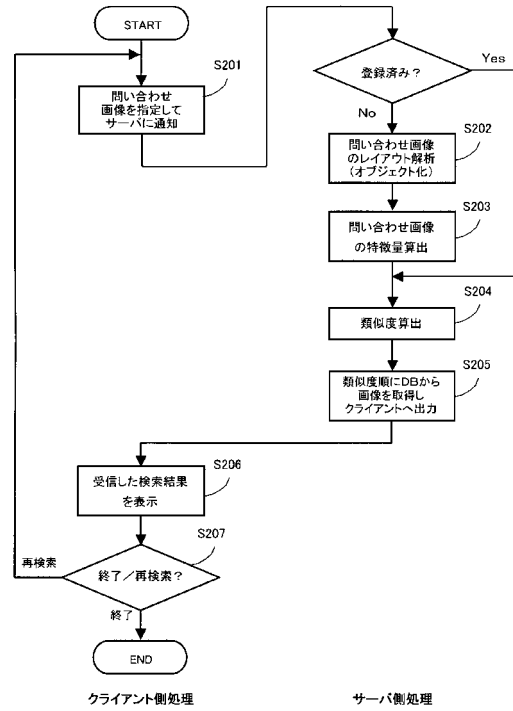 START
S201
問い合わせ
画像を指定して
サーバに通知
登録済み?
Yes
No
S202
問い合わせ画像
のレイアウト解析
(オブジェクト化)
S203
問い合わせ画像
の特徴量算出
S204
類似度算出
S205
類似度順にDBから
画像を取得し
クライアントへ出力
S206
受信した検索結果
を表示
S207
終了/再検索?
再検索
終了
END
クライアント側処理
サーバ側処理